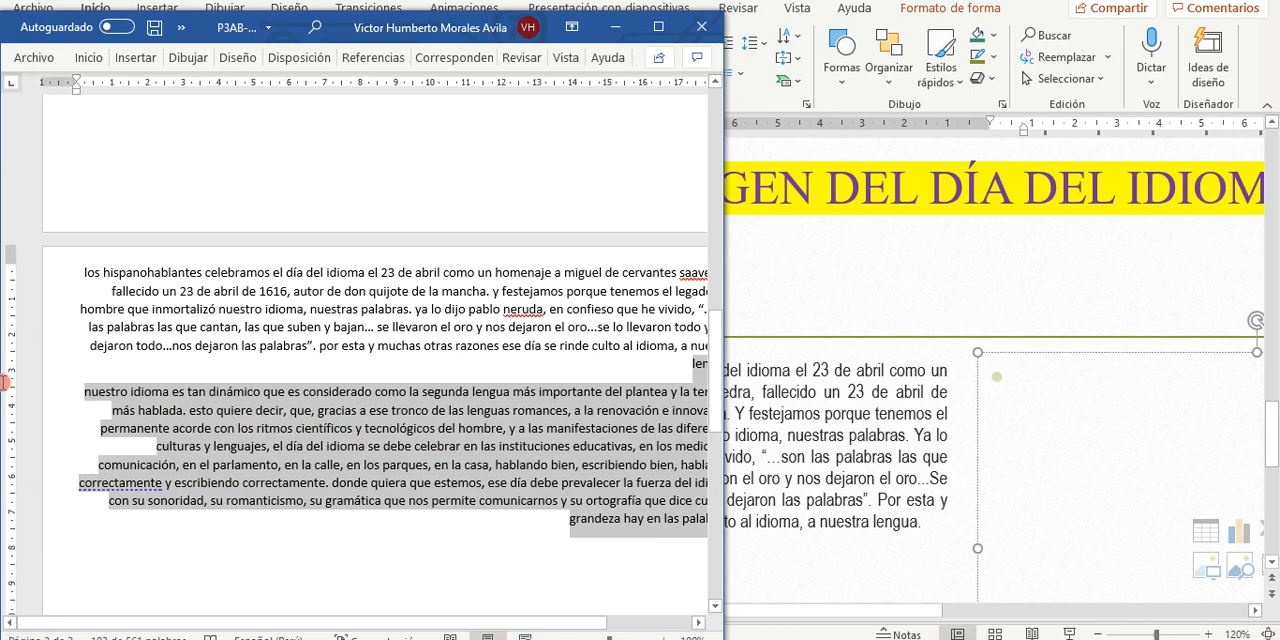 Archivo Inicio Insertar Dibujar Diseño Transiciones Animaciones Presentación con diapositivas Revisar Vista Ayuda Formato de forma Compartir Comentarios
Autoguardado P3AB-... Victor Humberto Morales Avila VH
Archivo Inicio Insertar Dibujar Diseño Disposición Referencias Corresponden Revisar Vista Ayuda
los hispanohablantes celebramos el día del idioma el 23 de abril como un homenaje a miguel de cervantes saave
fallecido un 23 de abril de 1616, autor de don quijote de la mancha. y festejamos porque tenemos el legad
hombre que inmortalizó nuestro idioma, nuestras palabras. ya lo dijo pablo neruda, en confieso que he vivido, “.
las palabras las que cantan, las que suben y bajan... se llevaron el oro y nos dejaron el oro...se lo llevaron todo y
dejaron todo...nos dejaron las palabras”. por esta y muchas otras razones ese día se rinde culto al idioma, a nue
len
nuestro idioma es tan dinámico que es considerado como la segunda lengua más importante del plantea y la ter
más hablada. esto quiere decir, que, gracias a ese tronco de las lenguas romances, a la renovación e innova
permanente acorde con los ritmos científicos y tecnológicos del hombre, y a las manifestaciones de las difere
culturas y lenguajes, el día del idioma se debe celebrar en las instituciones educativas, en los medio
comunicación, en el parlamento, en la calle, en los parques, en la casa, hablando bien, escribiendo bien, habla
correctamente y escribiendo correctamente. donde quiera que estemos, ese día debe prevalecer la fuerza del idi
con su sonoridad, su romanticismo, su gramática que nos permite comunicarnos y su ortografía que dice cu
grandeza hay en las palab
Español (Perú)
Formas Organizar Estilos rápidos
Buscar
Reemplazar
Seleccionar
Dictar
Ideas de diseño
Dibujo Edición Voz Diseñador
GEN DEL DÍA DEL IDIOM
del idioma el 23 de abril como un
edra, fallecido un 23 de abril de
. Y festejamos porque tenemos el
o idioma, nuestras palabras. Ya lo
vido, “...son las palabras las que
on el oro y nos dejaron el oro...Se
dejaron las palabras”. Por esta y
to al idioma, a nuestra lengua.
Notas 120%